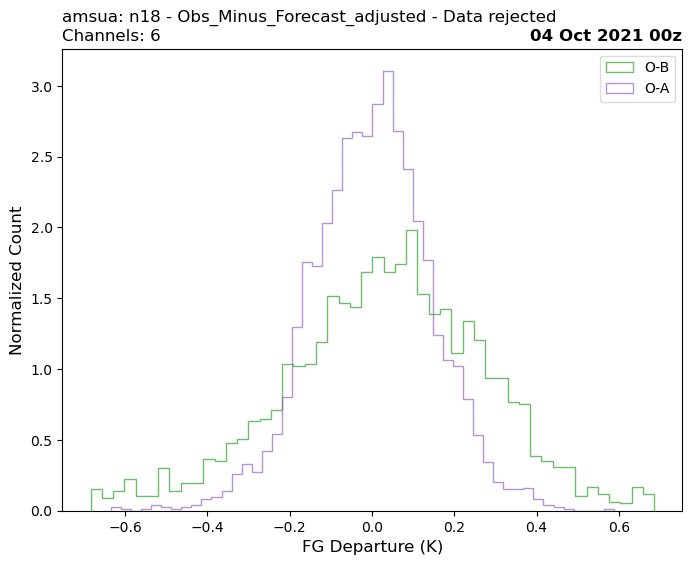 amsua: n18 - Obs_Minus_Forecast_adjusted - Data rejected
Channels: 6
04 Oct 2021 00z
O-B
O-A
Normalized Count
3.0
2.5
2.0
1.5
1.0
0.5
0.0
−0.6
−0.4
−0.2
0.0
0.2
0.4
0.6
FG Departure (K)